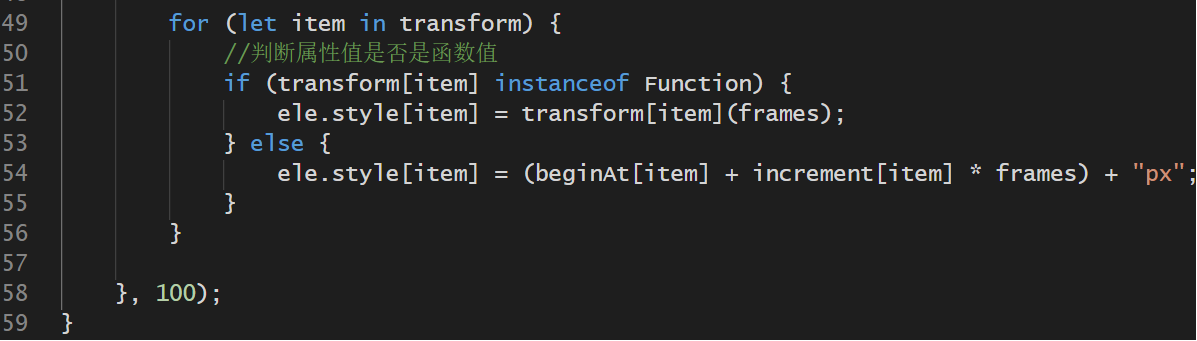 49 for (let item in transform) {
50 //判断属性值是否是函数值
51 if (transform[item] instanceof Function) {
52 ele.style[item] = transform[item](frames);
53 } else {
54 ele.style[item] = (beginAt[item] + increment[item] * frames) + "px";
55 }
56 }
57
58 }, 100);
59 }